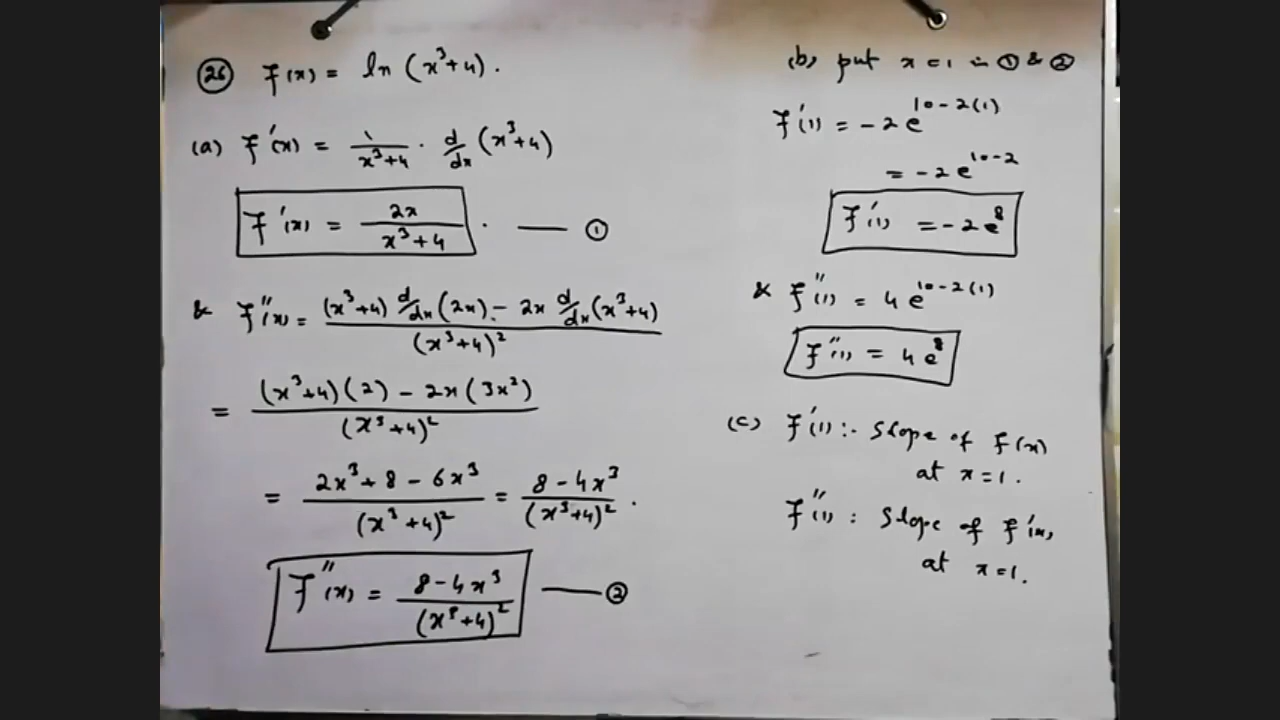 26 F(x) = ln (x³+4).
(a) F'(x) = 1/(x³+4) · d/dx (x³+4)
F'(x) = 2x/(x³+4) . —— ①
& F''(x) = ((x³+4) d/dx (2x) - 2x d/dx (x³+4))/(x³+4)²
= ((x³+4)(2) - 2x(3x²))/(x³+4)²
= (2x³+8-6x³)/(x³+4)² = (8-4x³)/(x³+4)² .
F''(x) = (8-4x³)/(x³+4)² —— ②
(b) put x=1 in ① & ②
F'(1) = -2e^(10-2(1))
= -2e^(10-2)
F'(1) = -2e⁸
& F''(1) = 4e^(10-2(1))
F''(1) = 4e⁸
(c) F'(1) :- Slope of F(x)
at x=1.
F''(1) : Slope of F'(x)
at x=1.